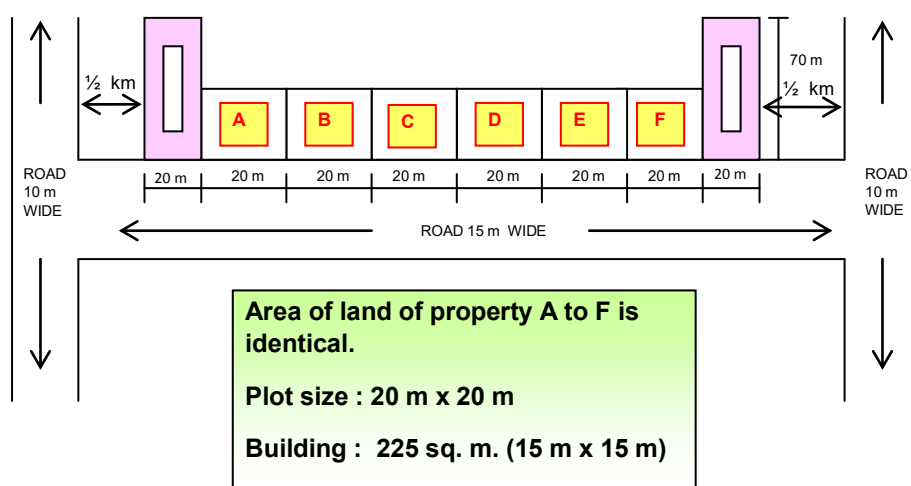 70 m
½ km
½ km
A B C D E F
ROAD
10 m
WIDE
20 m 20 m 20 m 20 m 20 m 20 m 20 m 20 m
ROAD
10 m
WIDE
ROAD 15 m WIDE
Area of land of property A to F is
identical.
Plot size : 20 m x 20 m
Building : 225 sq. m. (15 m x 15 m)